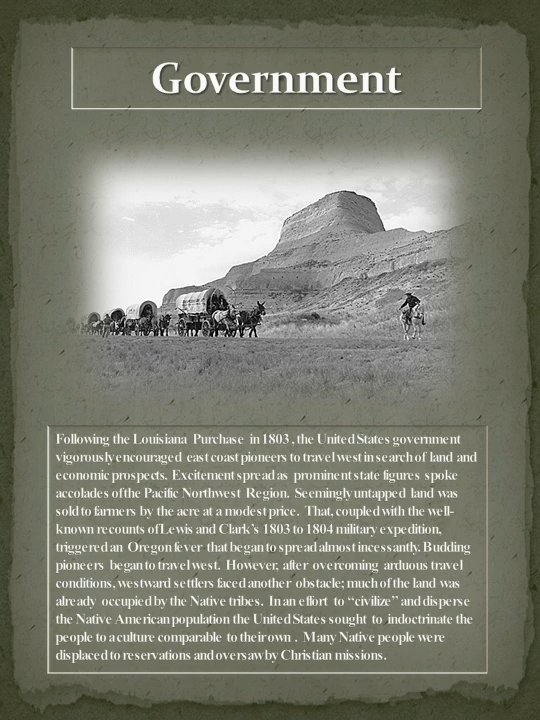 Government
Following the Louisiana Purchase in 1803, the United States government
vigorously encouraged east coast pioneers to travel west in search of land and
economic prospects. Excitement spread as prominent state figures spoke
accolades of the Pacific Northwest Region. Seemingly untapped land was
sold to farmers by the acre at a modest price. That, coupled with the well-
known recounts of Lewis and Clark's 1803 to 1804 military expedition,
triggered an Oregon fever that began to spread almost incessantly. Budding
pioneers began to travel west. However, after overcoming arduous travel
conditions, westward settlers faced another obstacle; much of the land was
already occupied by the Native tribes. In an effort to “civilize” and disperse
the Native American population the United States sought to indoctrinate the
people to a culture comparable to their own . Many Native people were
displaced to reservations and oversaw by Christian missions.